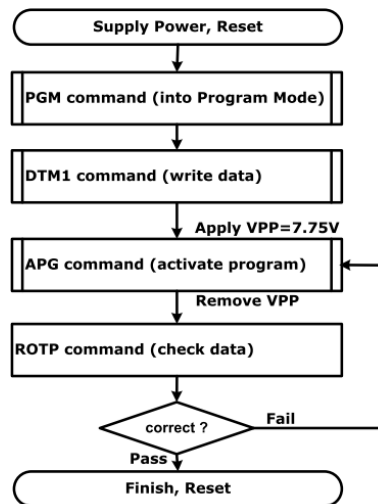 Supply Power, Reset
PGM command (into Program Mode)
DTM1 command (write data)
Apply VPP=7.75V
APG command (activate program)
Remove VPP
ROTP command (check data)
correct ?
Fail
Pass
Finish, Reset